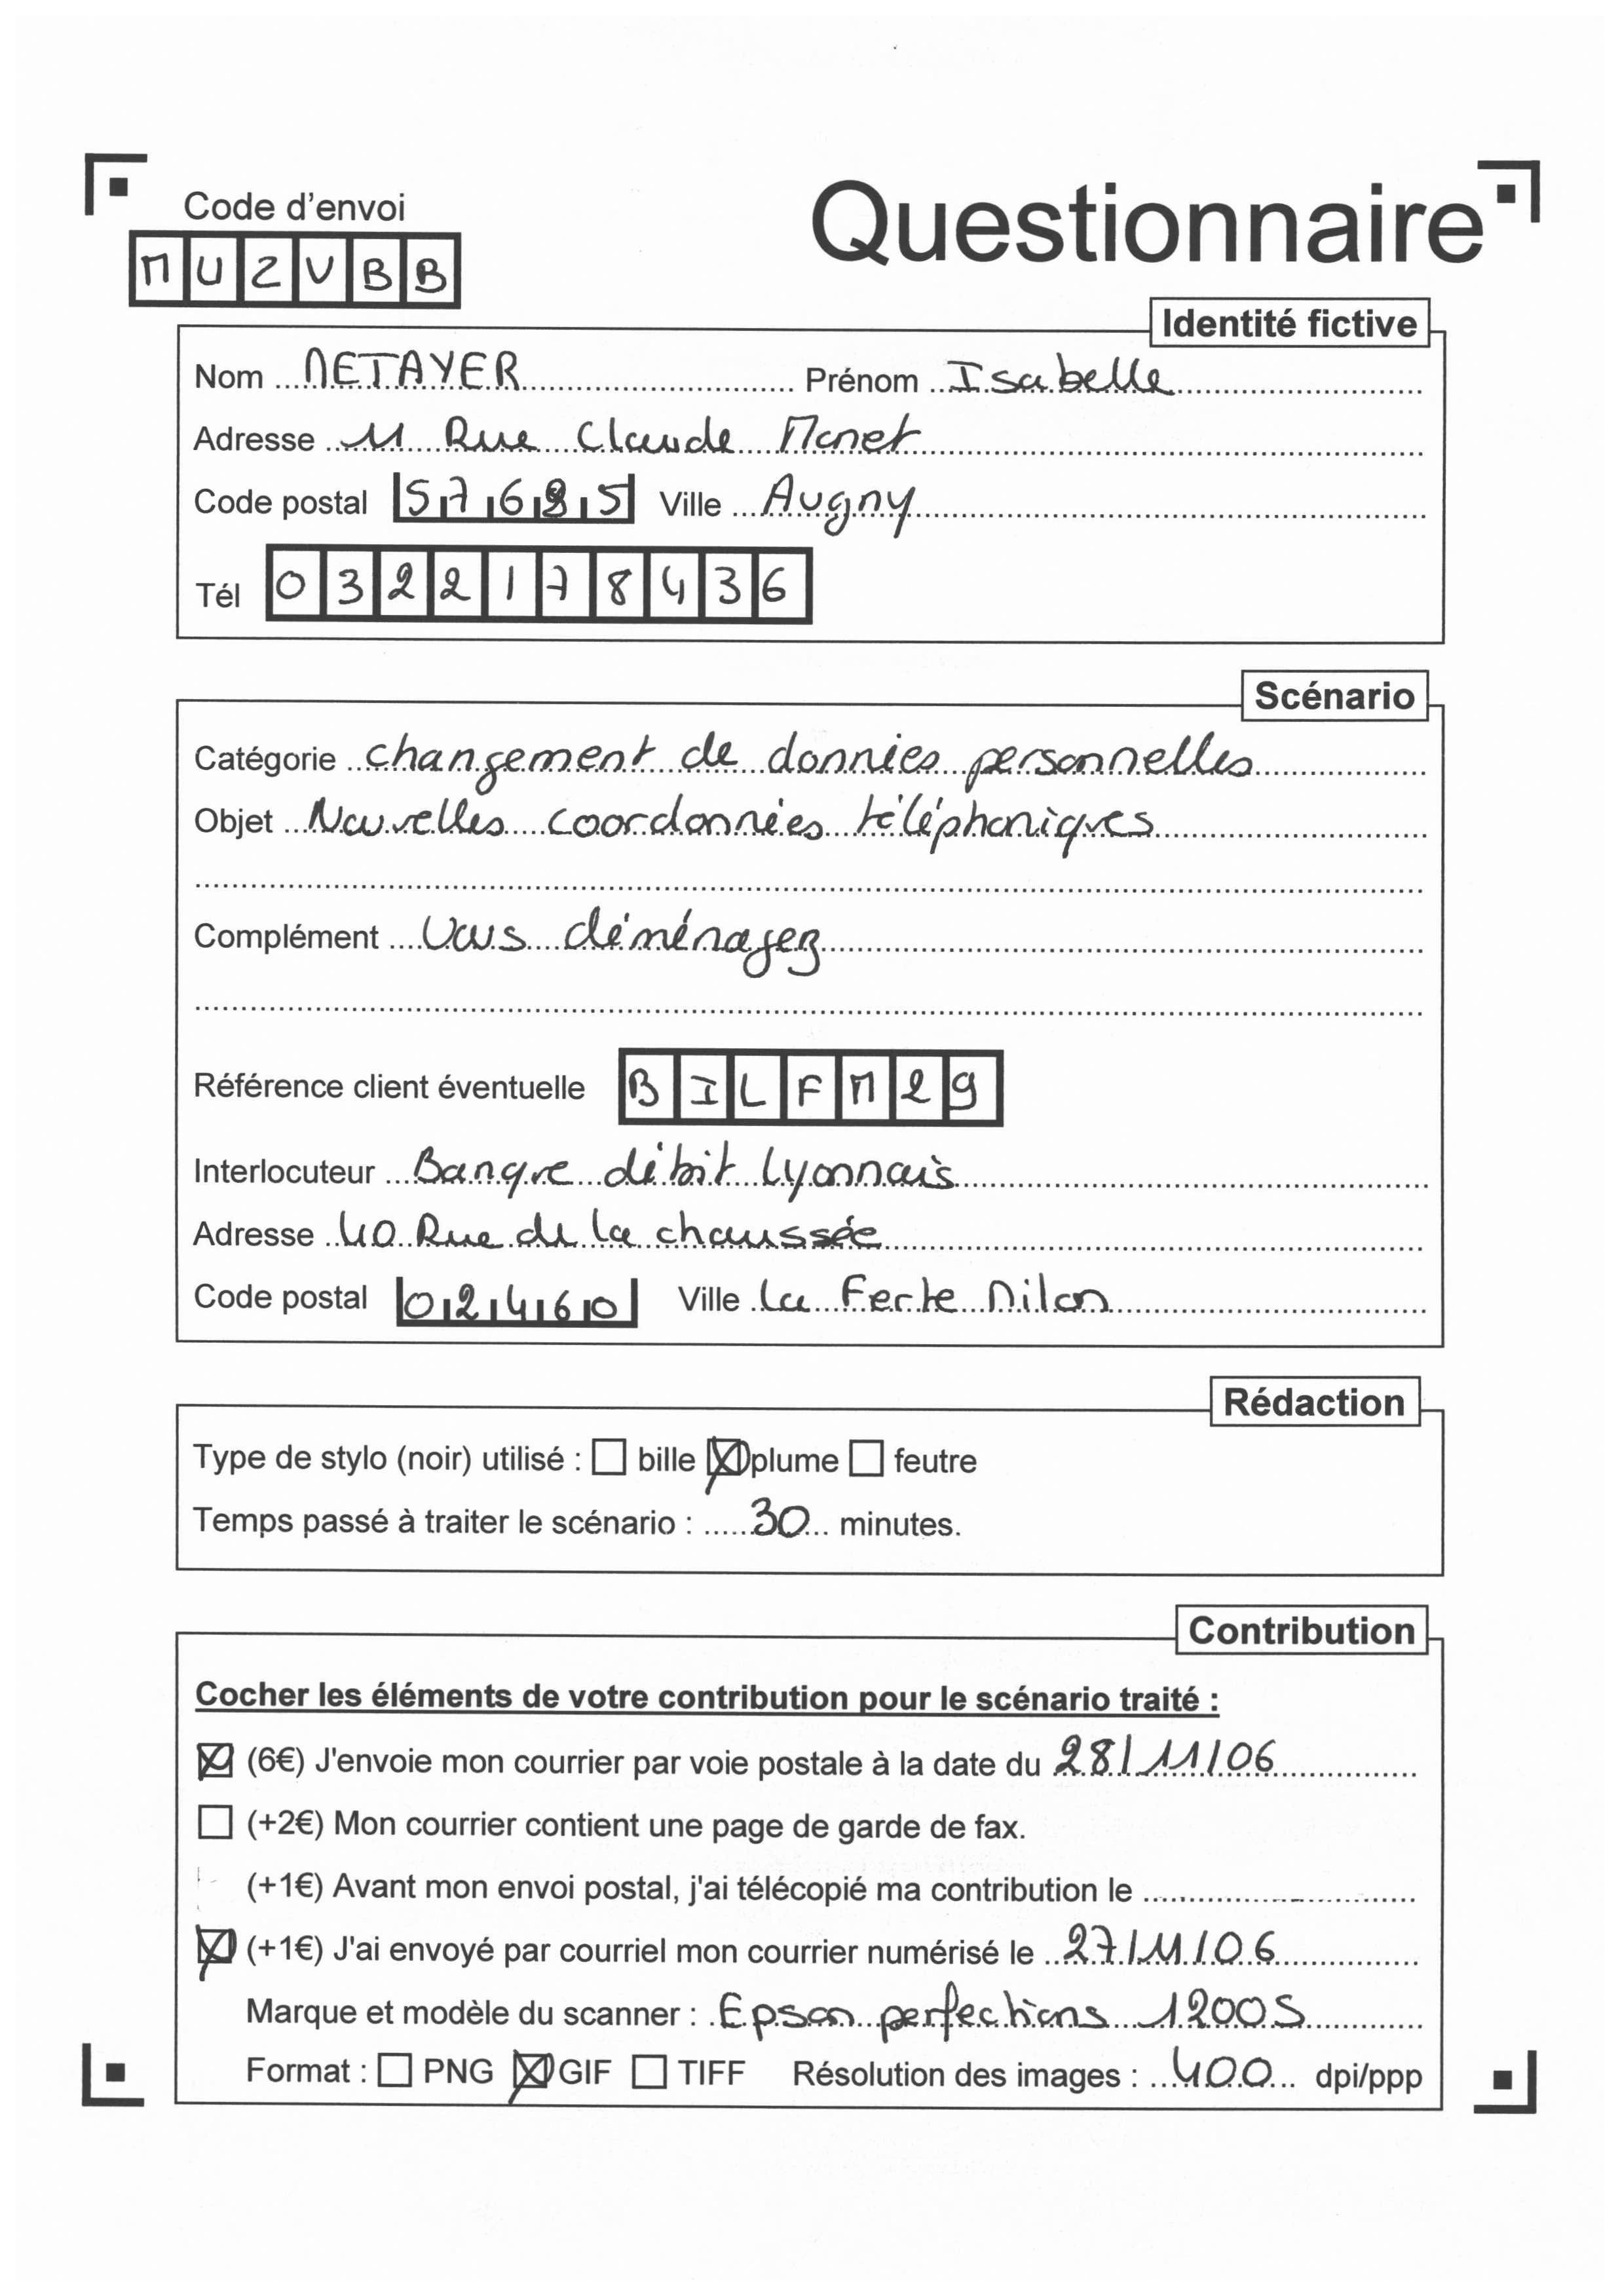 Code d'envoi
Questionnaire
MUZVBB
Identité fictive
Nom METAYER Prénom Isabelle
Adresse 11 Rue Claude Monet
Code postal 57685 Ville Augny
Tél 0322178436
Scénario
Catégorie changement de données personnelles
Objet Nouvelles coordonnées téléphoniques
Complément Vous déménagez
Référence client éventuelle BILFM29
Interlocuteur Banque débit Lyonnais
Adresse 40 Rue de la chaussée
Code postal 02460 Ville La Ferte Milon
Rédaction
Type de stylo (noir) utilisé : ☐ bille ☒ plume ☐ feutre
Temps passé à traiter le scénario : 30 minutes.
Contribution
Cocher les éléments de votre contribution pour le scénario traité :
☒ (6€) J'envoie mon courrier par voie postale à la date du 28/11/06
☐ (+2€) Mon courrier contient une page de garde de fax.
(+1€) Avant mon envoi postal, j'ai télécopié ma contribution le
☒ (+1€) J'ai envoyé par courriel mon courrier numérisé le 27/11/06
Marque et modèle du scanner : Epson perfections 1200S
Format : ☐ PNG ☒ GIF ☐ TIFF Résolution des images : 400 dpi/ppp